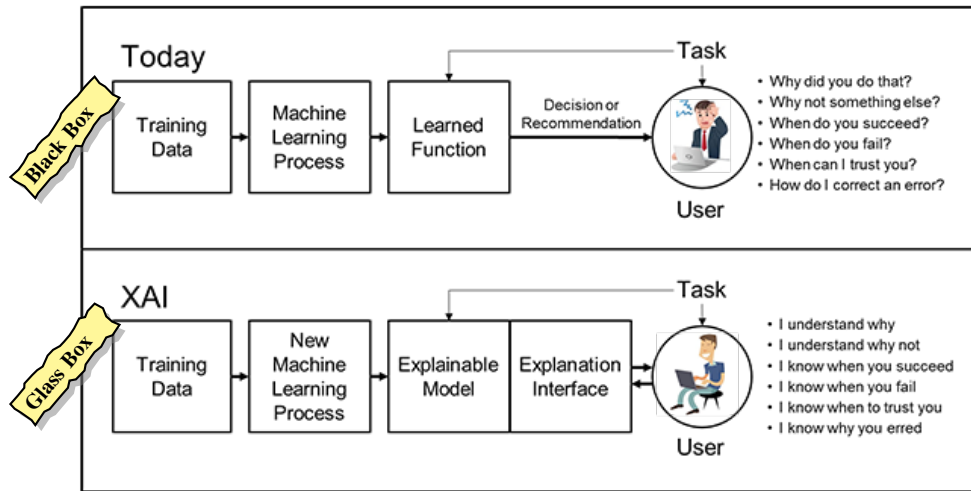 Black Box
Today
Training
Data
Machine
Learning
Process
Learned
Function
Decision or
Recommendation
Task
User
• Why did you do that?
• Why not something else?
• When do you succeed?
• When do you fail?
• When can I trust you?
• How do I correct an error?
Glass Box
XAI
Training
Data
New
Machine
Learning
Process
Explainable
Model
Explanation
Interface
Task
User
• I understand why
• I understand why not
• I know when you succeed
• I know when you fail
• I know when to trust you
• I know why you erred